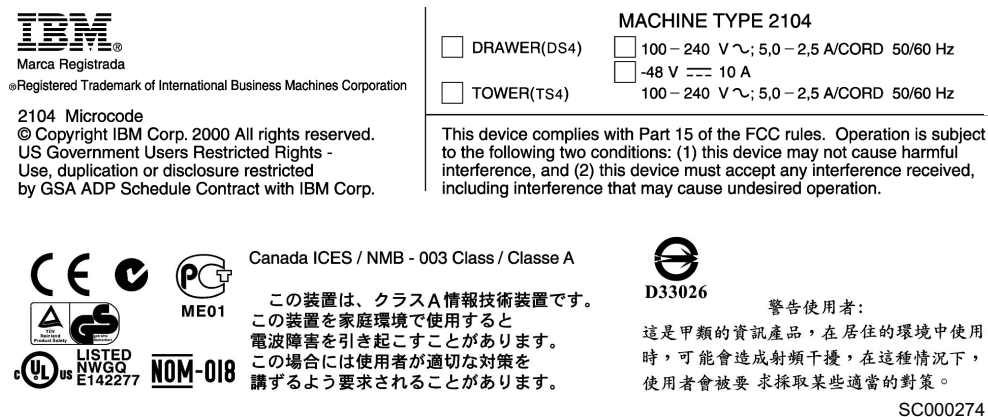 IBM®
Marca Registrada
®Registered Trademark of International Business Machines Corporation
2104 Microcode
© Copyright IBM Corp. 2000 All rights reserved.
US Government Users Restricted Rights -
Use, duplication or disclosure restricted
by GSA ADP Schedule Contract with IBM Corp.
MACHINE TYPE 2104
DRAWER(DS4)
100 – 240 V ∿; 5,0 – 2,5 A/CORD 50/60 Hz
-48 V ⎓ 10 A
TOWER(TS4)
100 – 240 V ∿; 5,0 – 2,5 A/CORD 50/60 Hz
This device complies with Part 15 of the FCC rules. Operation is subject
to the following two conditions: (1) this device may not cause harmful
interference, and (2) this device must accept any interference received,
including interference that may cause undesired operation.
CE
PCT
ME01
TÜV
Rheinland
Product Safety
GS
c UL us
LISTED
NWGQ
E142277
NOM-018
Canada ICES / NMB - 003 Class / Classe A
この装置は、クラスA情報技術装置です。
この装置を家庭環境で使用すると
電波障害を引き起こすことがあります。
この場合には使用者が適切な対策を
講ずるよう要求されることがあります。
D33026
警告使用者:
這是甲類的資訊產品，在居住的環境中使用
時，可能會造成射頻干擾，在這種情況下，
使用者會被要 求採取某些適當的對策。
SC000274